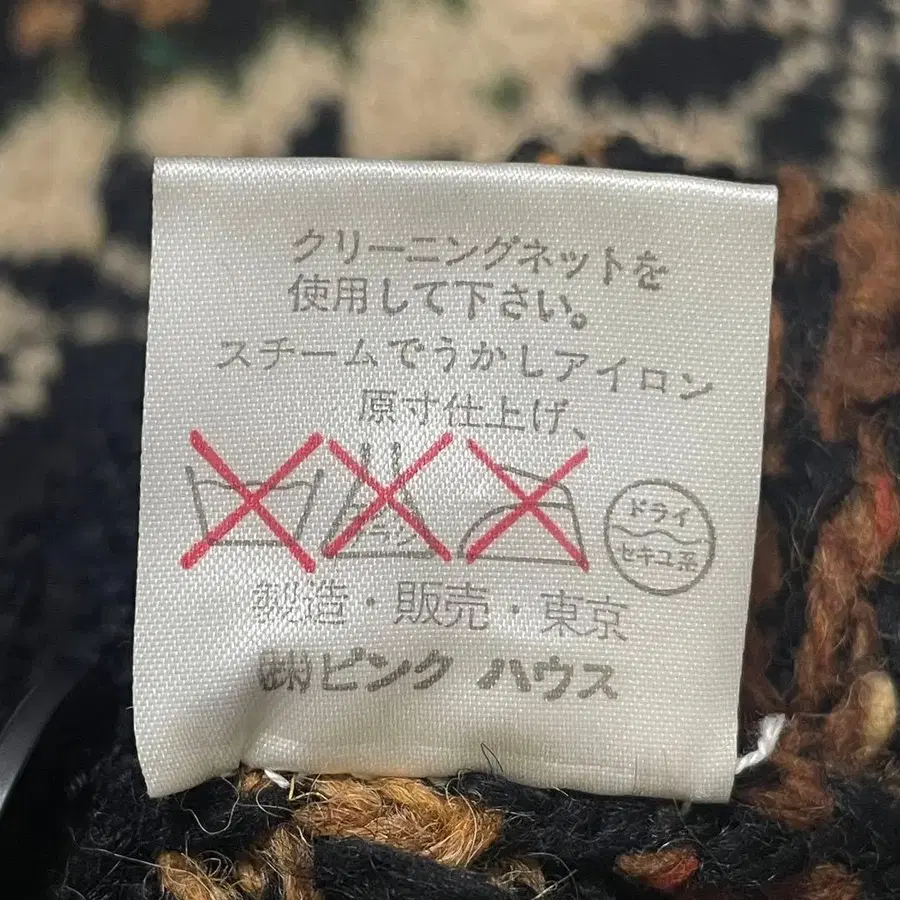 クリーニングネットを
使用して下さい。
スチームでうかしアイロン
原寸仕上げ、
ドライ
セキユ系
製造・販売・東京
㈱ピンク ハウス